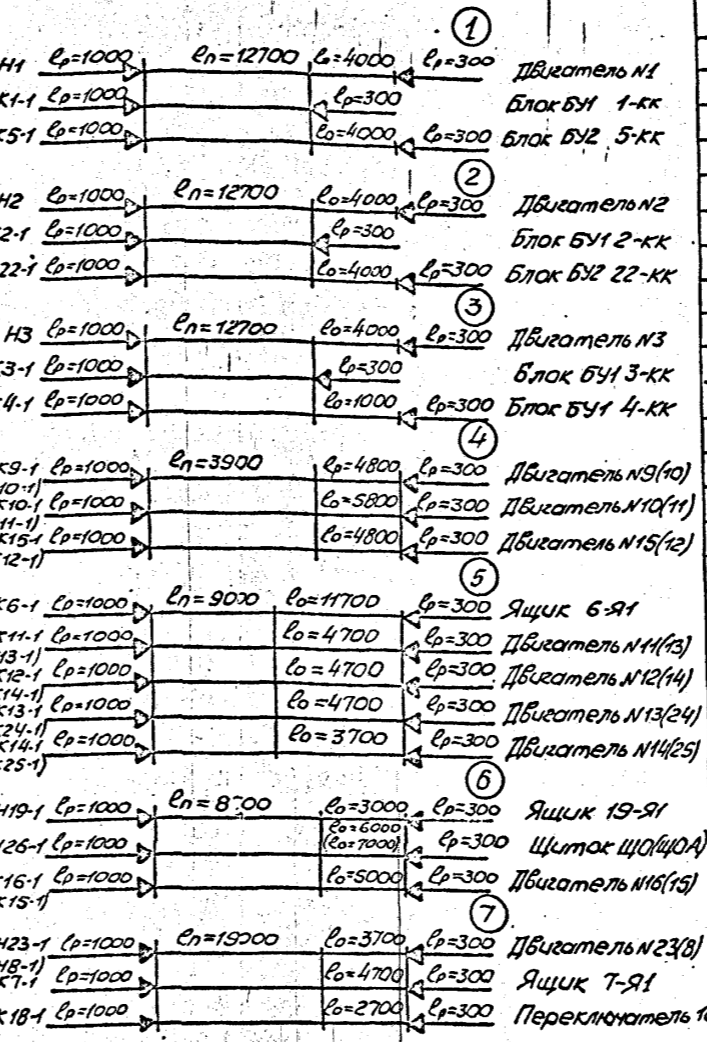 1
Н1 lр=1000 lп=12700 lо=4000 lр=300 Двигатель N1
К1-1 lр=1000 lр=300 Блок БУ1 1-КК
К5-1 lр=1000 lо=4000 lр=300 Блок БУ2 5-КК
2
Н2 lр=1000 lп=12700 lо=4000 lр=300 Двигатель N2
2-1 lр=1000 lр=300 Блок БУ1 2-КК
22-1 lр=1000 lо=4000 lр=300 Блок БУ2 22-КК
3
Н3 lр=1000 lп=12700 lо=4000 lр=300 Двигатель N3
К3-1 lр=1000 lр=300 Блок БУ1 3-КК
4-1 lр=1000 lо=1000 lр=300 Блок БУ1 4-КК
4
К9-1 lр=1000 lп=3900 lр=4800 lр=300 Двигатель N9(10)
10-1)
К10-1 lр=1000 lо=5800 lр=300 Двигатель N10(11)
11-1)
К15-1 lр=1000 lо=4800 lр=300 Двигатель N15(12)
К12-1)
5
К6-1 lр=1000 lп=9000 lо=11700 lр=300 Ящик 6-Я1
К11-1 lр=1000 lо=4700 lр=300 Двигатель N11(13)
13-1)
К12-1 lр=1000 lо=4700 lр=300 Двигатель N12(14)
К14-1)
К13-1 lр=1000 lо=4700 lр=300 Двигатель N13(24)
К24-1)
К14-1 lр=1000 lо=3700 lр=300 Двигатель N14(25)
К25-1)
6
Н19-1 lр=1000 lо=3000 lр=300 Ящик 19-Я1
26-1 lр=1000 lо=6000 lр=300 Щиток ЩО(ЩОА)
(lо=7000)
К16-1 lр=1000 lо=5000 lр=300 Двигатель N16(15)
К15-1)
7
Н23-1 lр=1000 lп=19000 lо=3700 lр=300 Двигатель N23(8)
Н8-1)
К7-1 lр=1000 lо=4700 lр=300 Ящик 7-Я1
К18-1 lр=1000 lо=2700 lр=300 Переключатель